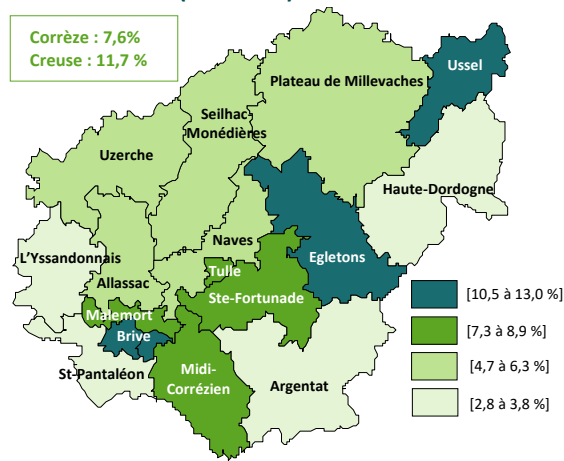 Corrèze : 7,6%
Creuse : 11,7 %
Ussel
Plateau de Millevaches
Seilhac-
Monédières
Uzerche
Haute-Dordogne
Naves
L'Yssandonnais
Egletons
Tulle
Allassac
Ste-Fortunade
Malemort
Brive
St-Pantaléon
Midi-
Corrézien
Argentat
[10,5 à 13,0 %]
[7,3 à 8,9 %]
[4,7 à 6,3 %]
[2,8 à 3,8 %]